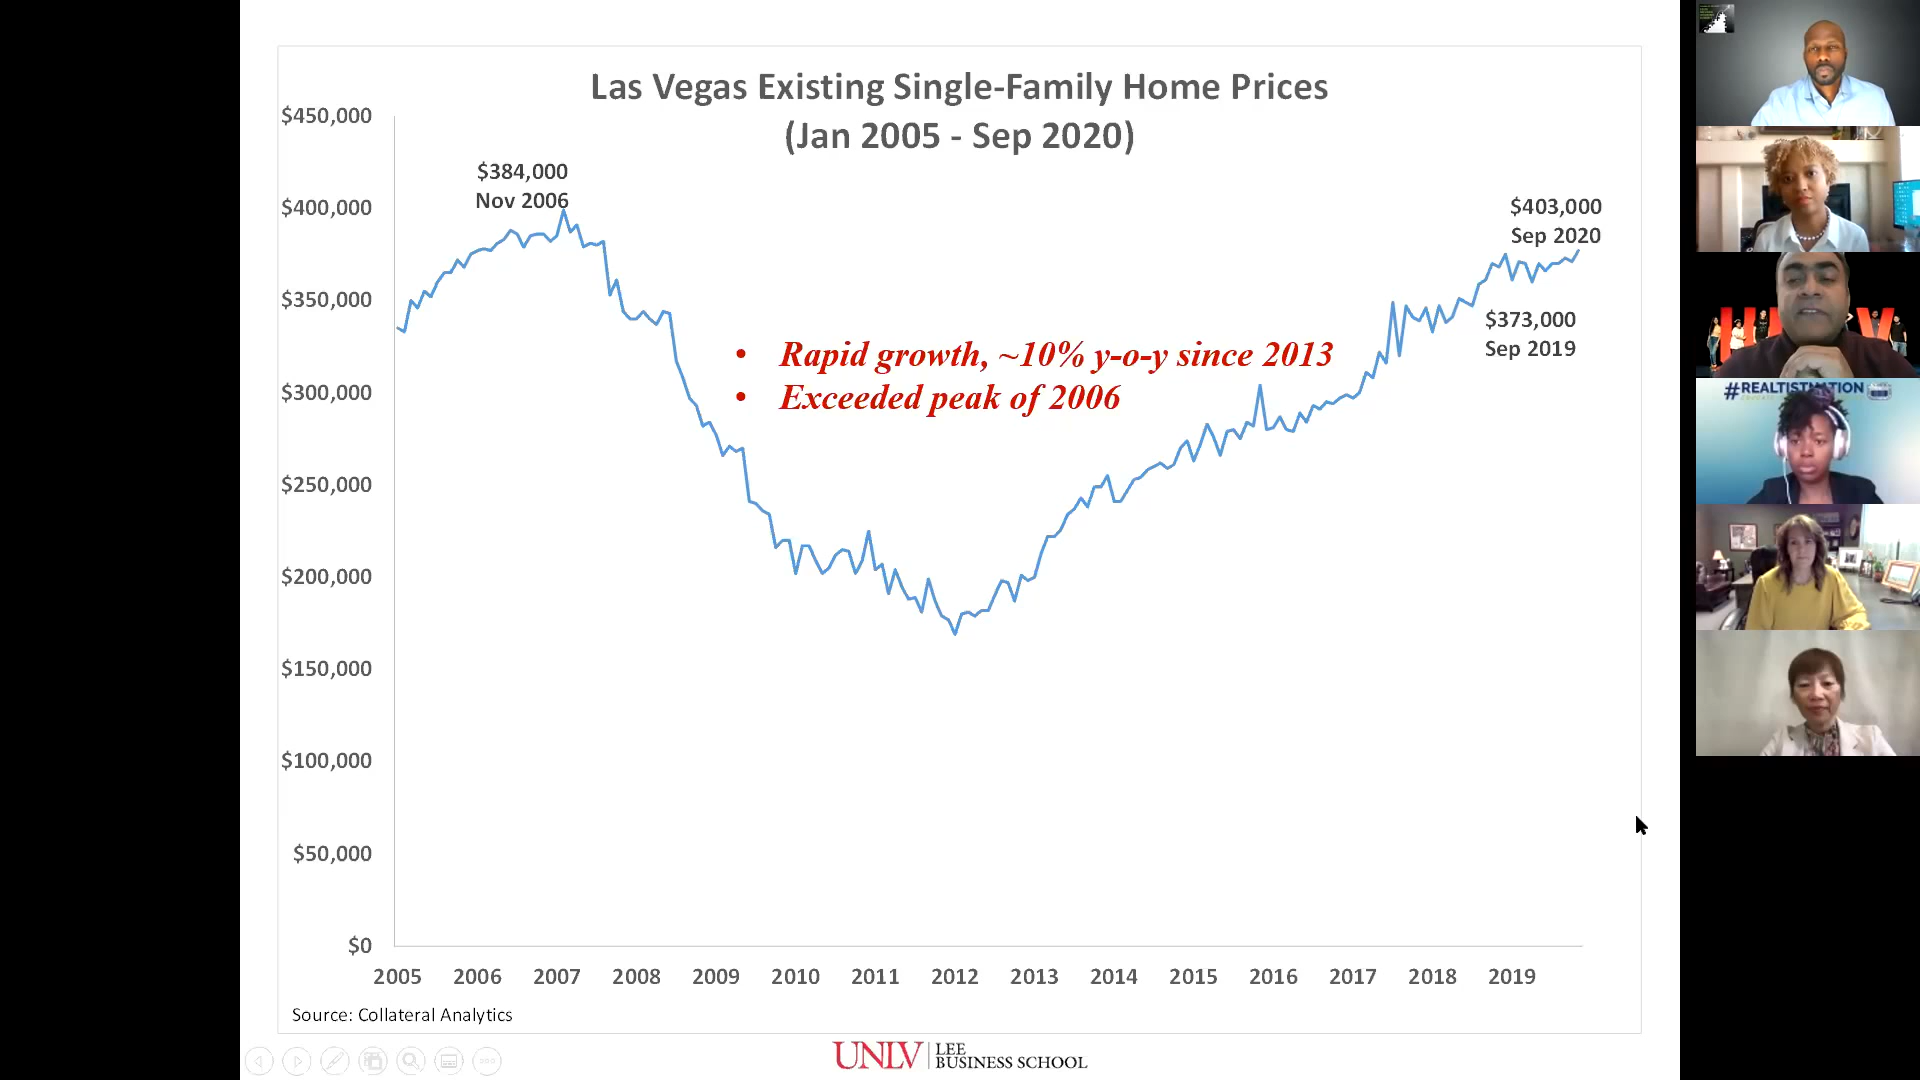 Las Vegas Existing Single-Family Home Prices
(Jan 2005 - Sep 2020)
$450,000
$400,000
$350,000
$300,000
$250,000
$200,000
$150,000
$100,000
$50,000
$0
$384,000
Nov 2006
$403,000
Sep 2020
$373,000
Sep 2019
• Rapid growth, ~10% y-o-y since 2013
• Exceeded peak of 2006
2005 2006 2007 2008 2009 2010 2011 2012 2013 2014 2015 2016 2017 2018 2019
Source: Collateral Analytics
UNLV LEE
BUSINESS SCHOOL
#REALTISTNATION